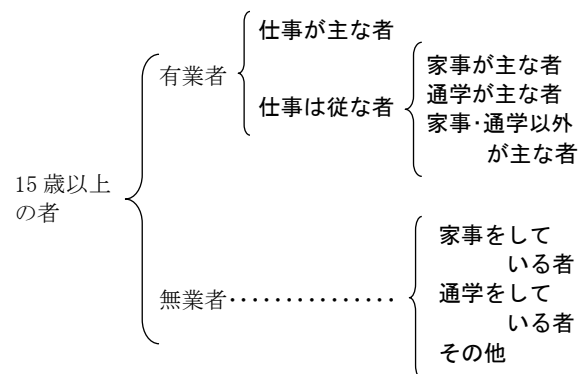 仕事が主な者
有業者
仕事は従な者
家事が主な者
通学が主な者
家事･通学以外
が主な者
15歳以上
の者
無業者･･･････････････
家事をして
いる者
通学をして
いる者
その他